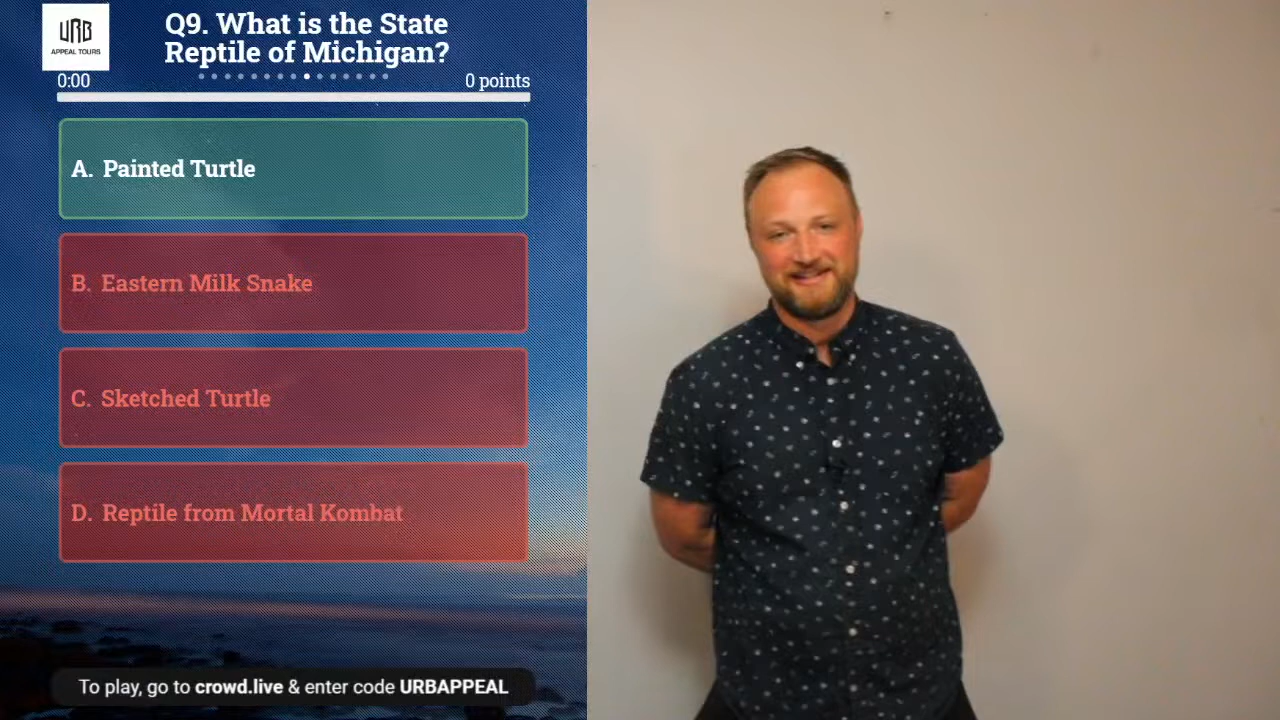 URB
APPEAL TOURS
Q9. What is the State
Reptile of Michigan?
0:00
0 points
A. Painted Turtle
B. Eastern Milk Snake
C. Sketched Turtle
D. Reptile from Mortal Kombat
To play, go to crowd.live & enter code URBAPPEAL